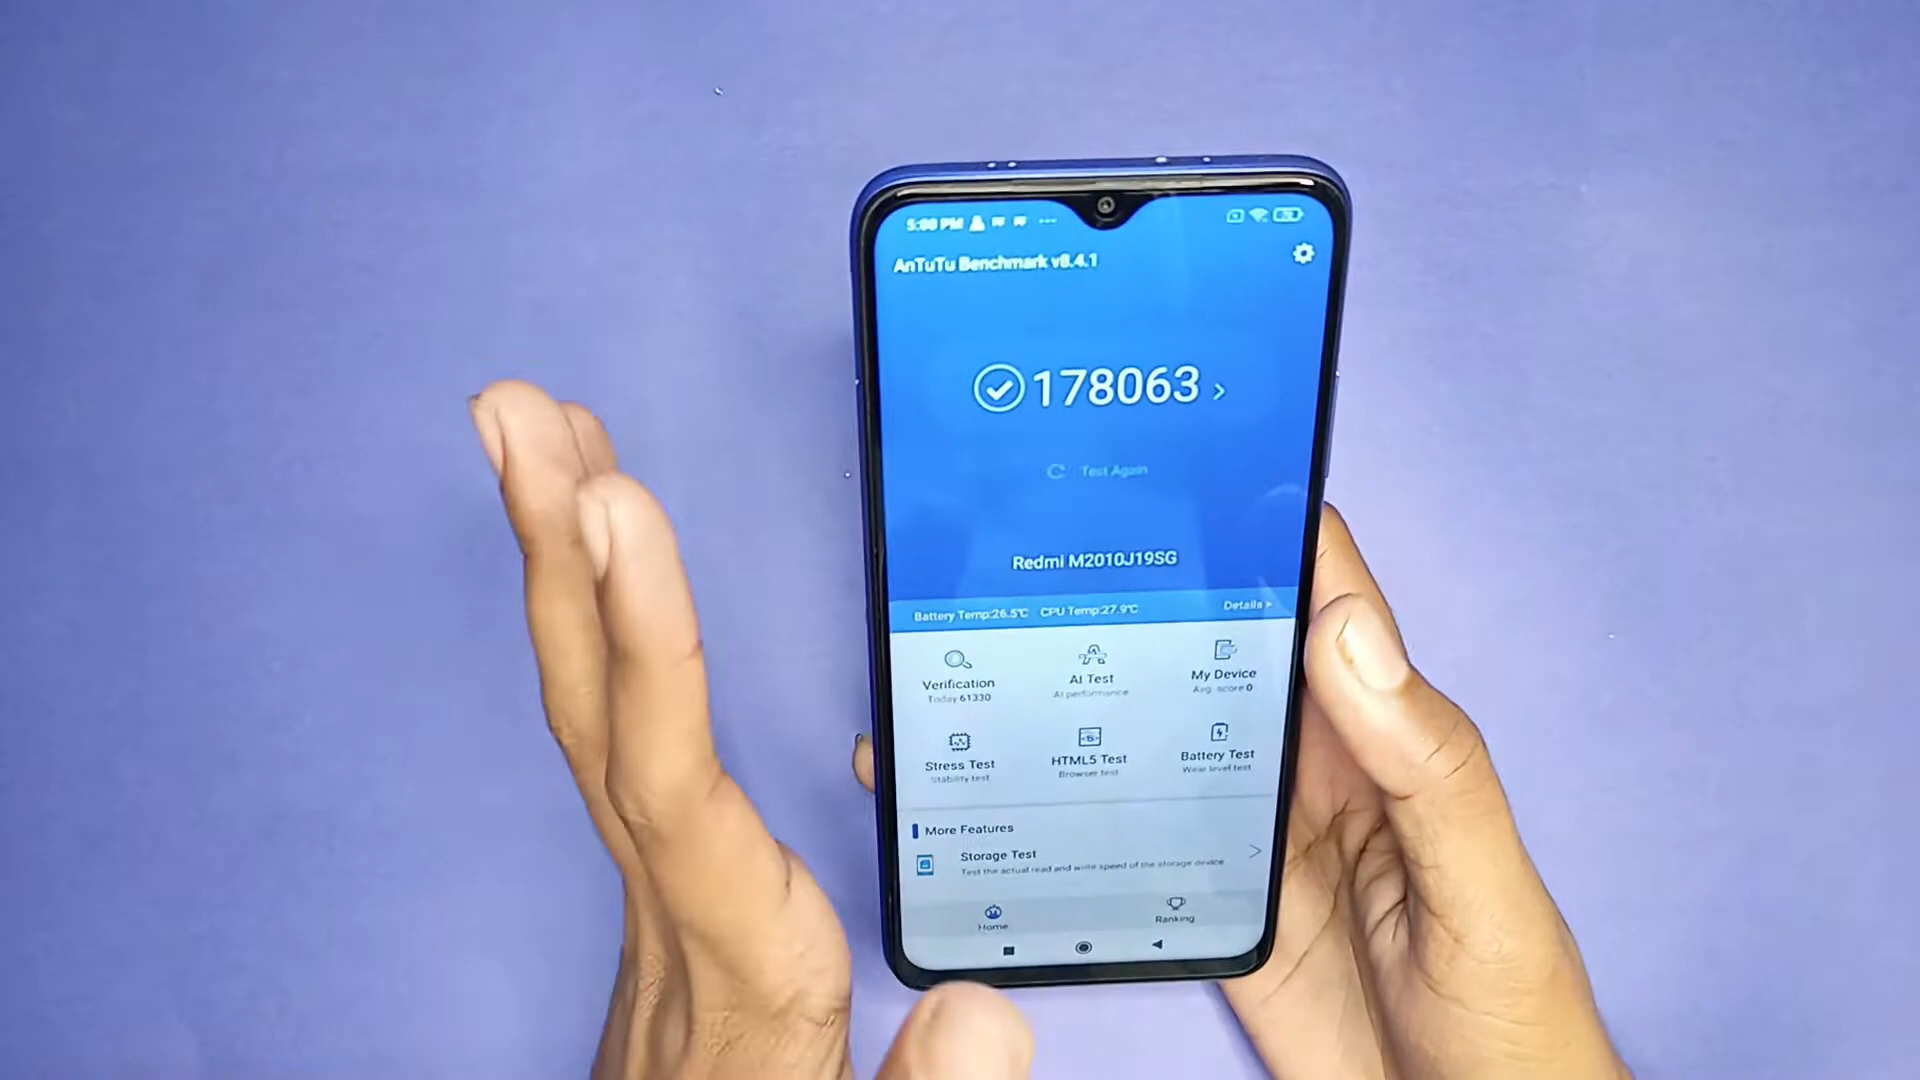 5:00 PM
AnTuTu Benchmark v8.4.1
178063
Test Again
Redmi M2010J19SG
Battery Temp:26.5℃ CPU Temp:27.9℃ Details
Verification AI Test My Device
Today 61330 AI performance Avg. score 0
Stress Test HTML5 Test Battery Test
Stability test Browser test Wear level test
More Features
Storage Test
Test the actual read and write speed of the storage device
Home Ranking